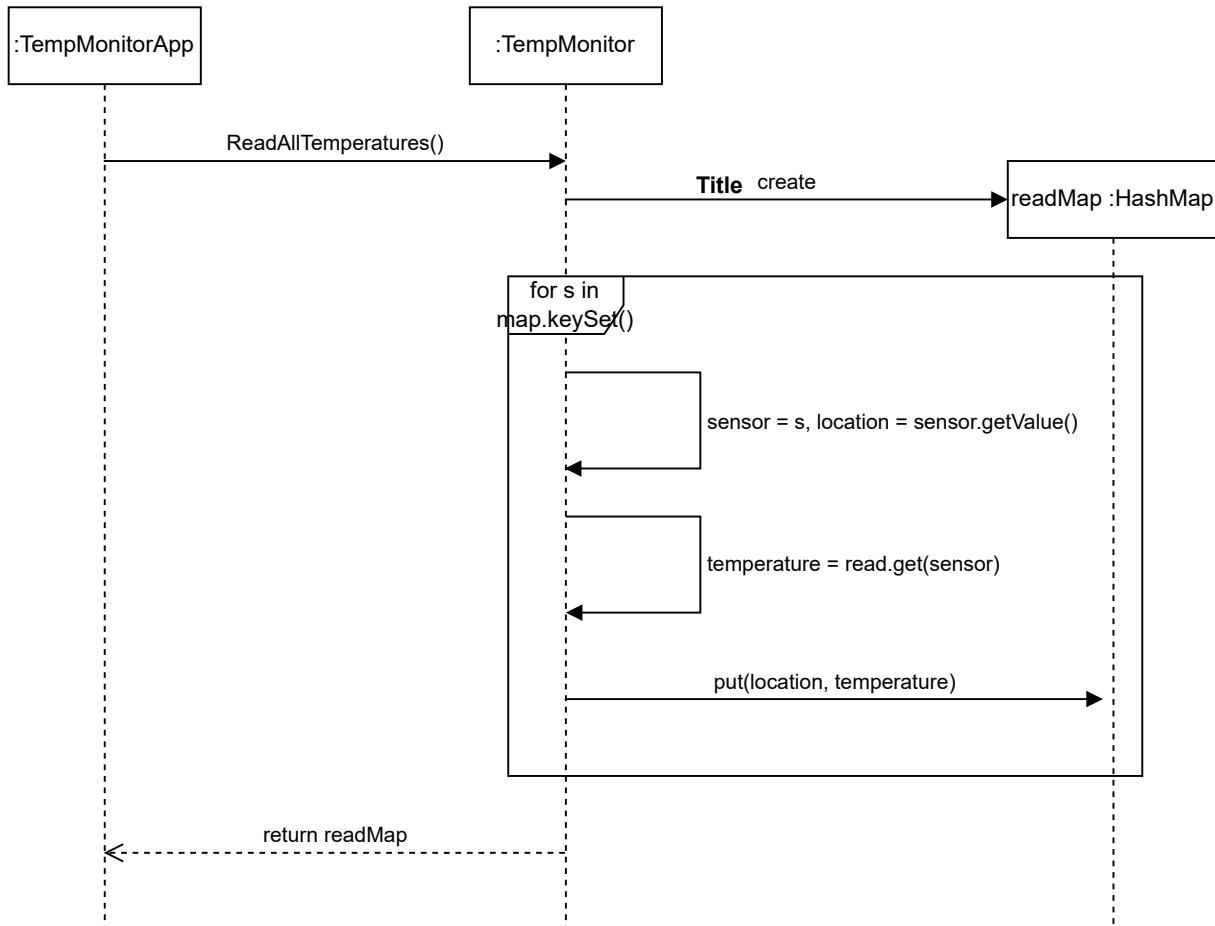 :TempMonitorApp
:TempMonitor
ReadAllTemperatures()
Title create
readMap :HashMap
for s in
map.keySet()
sensor = s, location = sensor.getValue()
temperature = read.get(sensor)
put(location, temperature)
return readMap